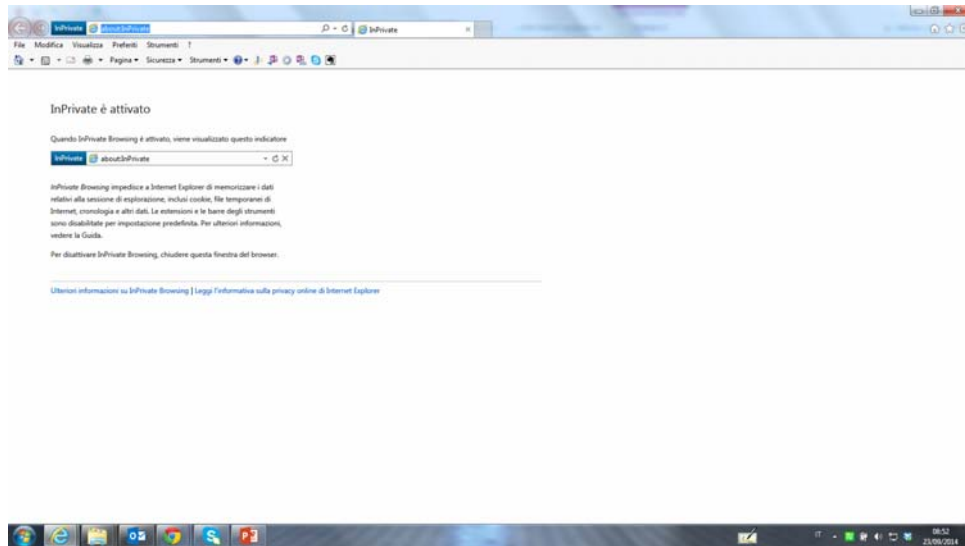 InPrivate about:InPrivate InPrivate
File Modifica Visualizza Preferiti Strumenti ?
Pagina Sicurezza Strumenti
InPrivate è attivato
Quando InPrivate Browsing è attivato, viene visualizzato questo indicatore
InPrivate about:InPrivate
InPrivate Browsing impedisce a Internet Explorer di memorizzare i dati
relativi alla sessione di esplorazione, inclusi cookie, file temporanei di
Internet, cronologia e altri dati. Le estensioni e le barre degli strumenti
sono disabilitate per impostazione predefinita. Per ulteriori informazioni,
vedere la Guida.
Per disattivare InPrivate Browsing, chiudere questa finestra del browser.
Ulteriori informazioni su InPrivate Browsing | Leggi l'informativa sulla privacy online di Internet Explorer
IT
08:52
23/09/2014